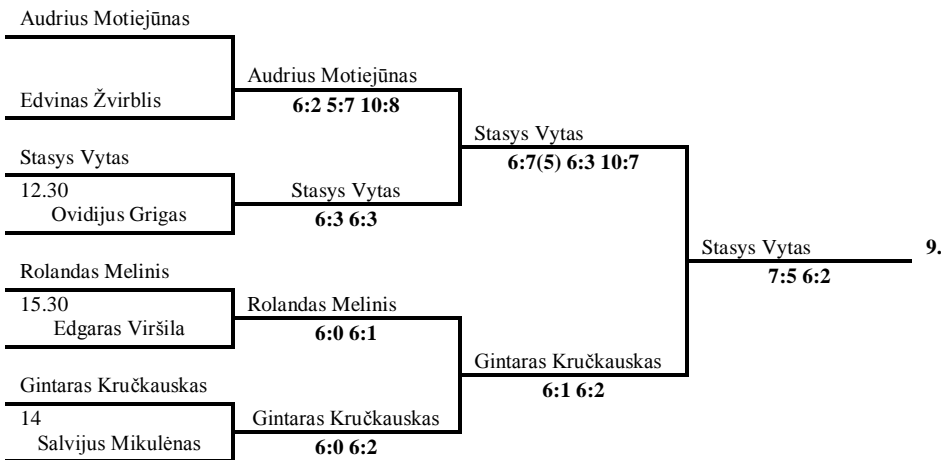 Audrius Motiejūnas
Audrius Motiejūnas
Edvinas Žvirblis
6:2 5:7 10:8
Stasys Vytas
Stasys Vytas
6:7(5) 6:3 10:7
12.30
Stasys Vytas
Ovidijus Grigas
6:3 6:3
Stasys Vytas
9.
7:5 6:2
Rolandas Melinis
15.30
Rolandas Melinis
Edgaras Viršila
6:0 6:1
Gintaras Kručkauskas
6:1 6:2
Gintaras Kručkauskas
14
Gintaras Kručkauskas
Salvijus Mikulėnas
6:0 6:2